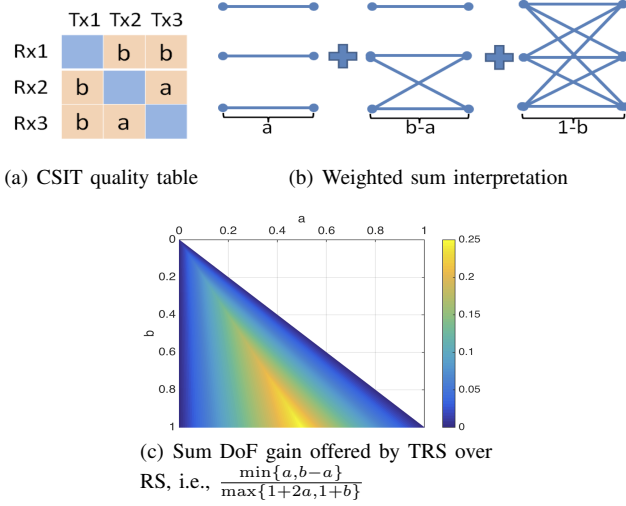 Tx1 Tx2 Tx3
Rx1 b b
Rx2 b a
Rx3 b a
a b-a 1-b
(a) CSIT quality table (b) Weighted sum interpretation
a
0 0.2 0.4 0.6 0.8 1
0 0.25
0.2 0.2
0.4 0.15
b
0.6 0.1
0.8 0.05
1 0
(c) Sum DoF gain offered by TRS over
RS, i.e., min{a,b−a} / max{1+2a,1+b}